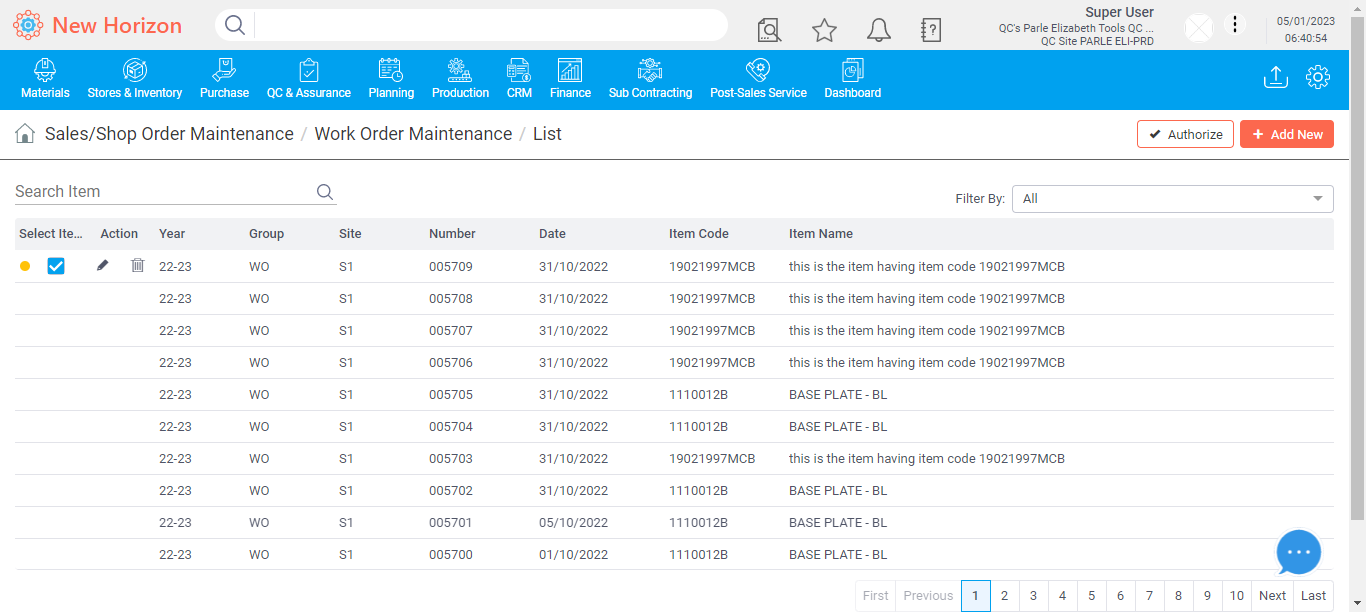 New Horizon
Super User
QC's Parle Elizabeth Tools QC ...
QC Site PARLE ELI-PRD
05/01/2023
06:40:54
Materials Stores & Inventory Purchase QC & Assurance Planning Production CRM Finance Sub Contracting Post-Sales Service Dashboard
Sales/Shop Order Maintenance / Work Order Maintenance / List
Authorize + Add New
Search Item
Filter By: All
Select Ite... Action Year Group Site Number Date Item Code Item Name
22-23 WO S1 005709 31/10/2022 19021997MCB this is the item having item code 19021997MCB
22-23 WO S1 005708 31/10/2022 19021997MCB this is the item having item code 19021997MCB
22-23 WO S1 005707 31/10/2022 19021997MCB this is the item having item code 19021997MCB
22-23 WO S1 005706 31/10/2022 19021997MCB this is the item having item code 19021997MCB
22-23 WO S1 005705 31/10/2022 1110012B BASE PLATE - BL
22-23 WO S1 005704 31/10/2022 1110012B BASE PLATE - BL
22-23 WO S1 005703 31/10/2022 19021997MCB this is the item having item code 19021997MCB
22-23 WO S1 005702 31/10/2022 1110012B BASE PLATE - BL
22-23 WO S1 005701 05/10/2022 1110012B BASE PLATE - BL
22-23 WO S1 005700 01/10/2022 1110012B BASE PLATE - BL
First Previous 1 2 3 4 5 6 7 8 9 10 Next Last